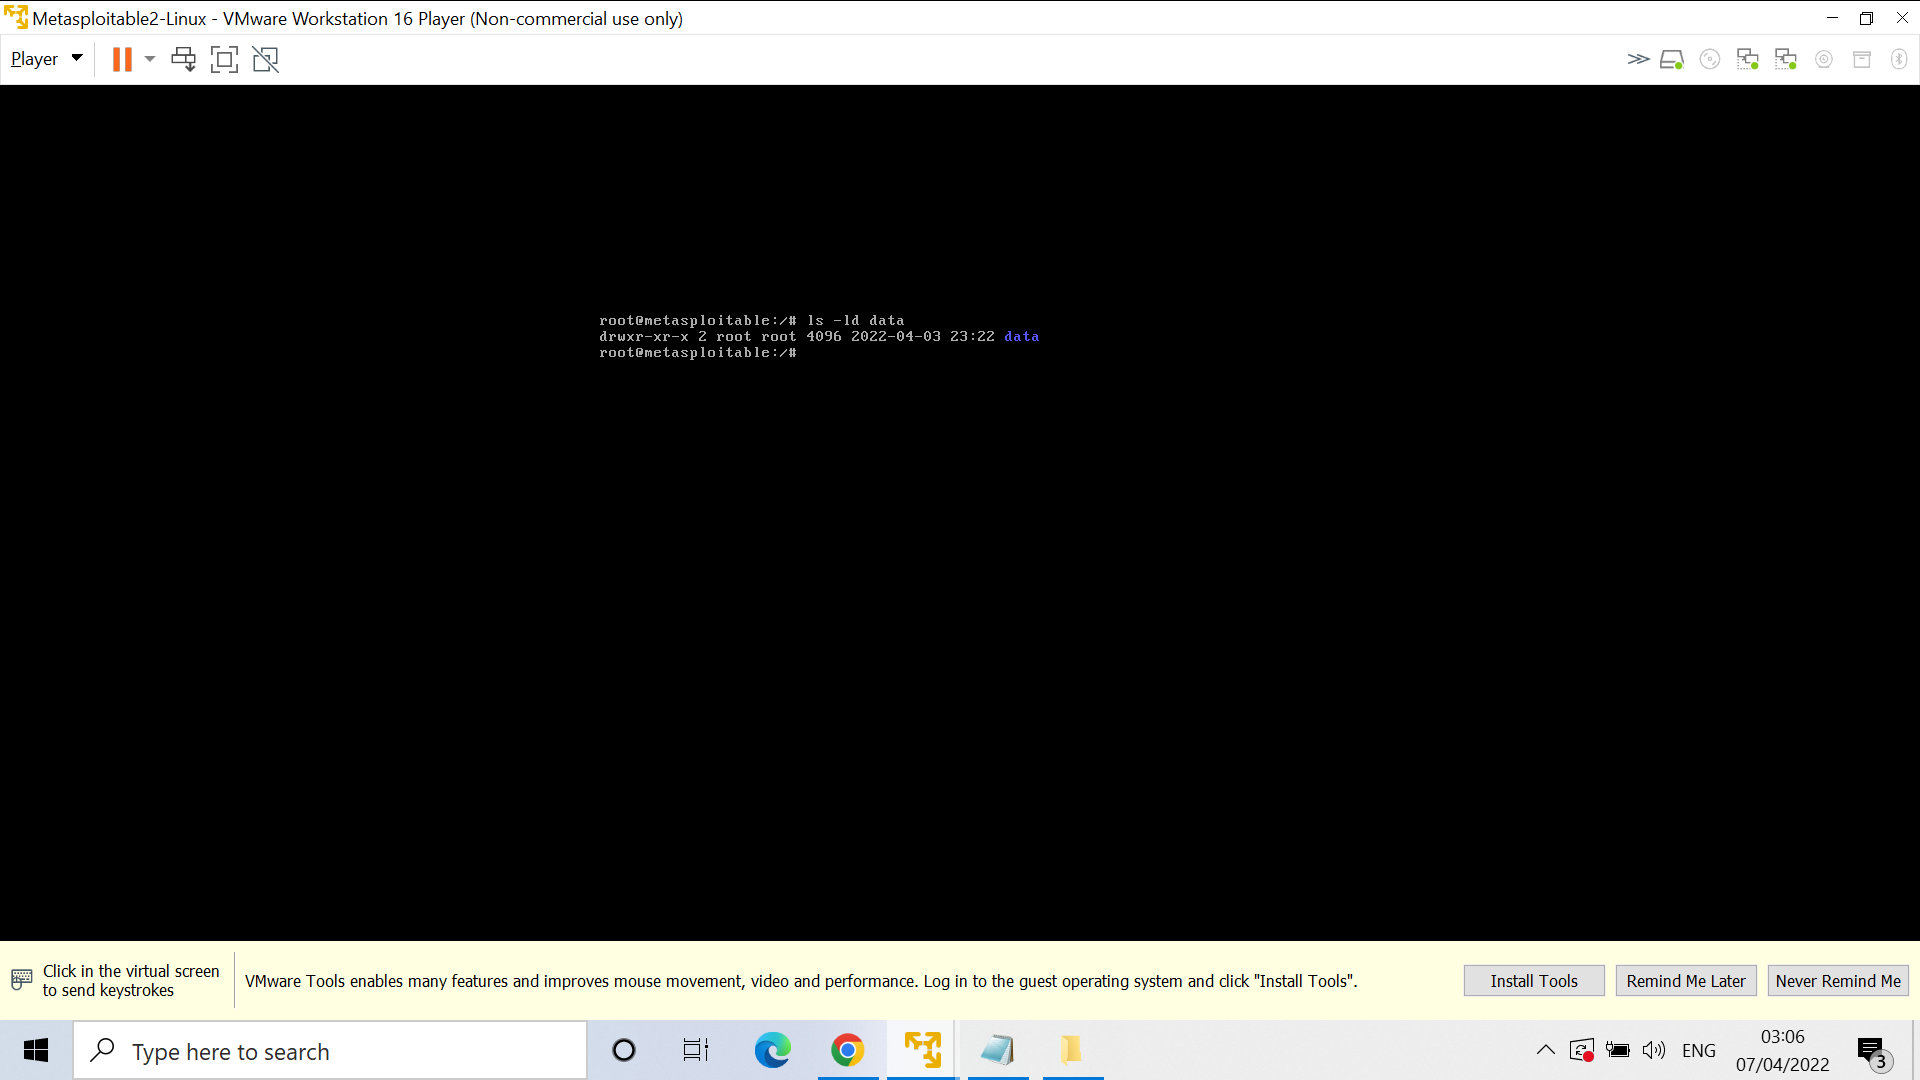 Metasploitable2-Linux - VMware Workstation 16 Player (Non-commercial use only)
Player
root@metasploitable:/# ls -ld data
drwxr-xr-x 2 root root 4096 2022-04-03 23:22 data
root@metasploitable:/#
Click in the virtual screen
to send keystrokes
VMware Tools enables many features and improves mouse movement, video and performance. Log in to the guest operating system and click "Install Tools".
Install Tools
Remind Me Later
Never Remind Me
Type here to search
ENG
03:06
07/04/2022
3